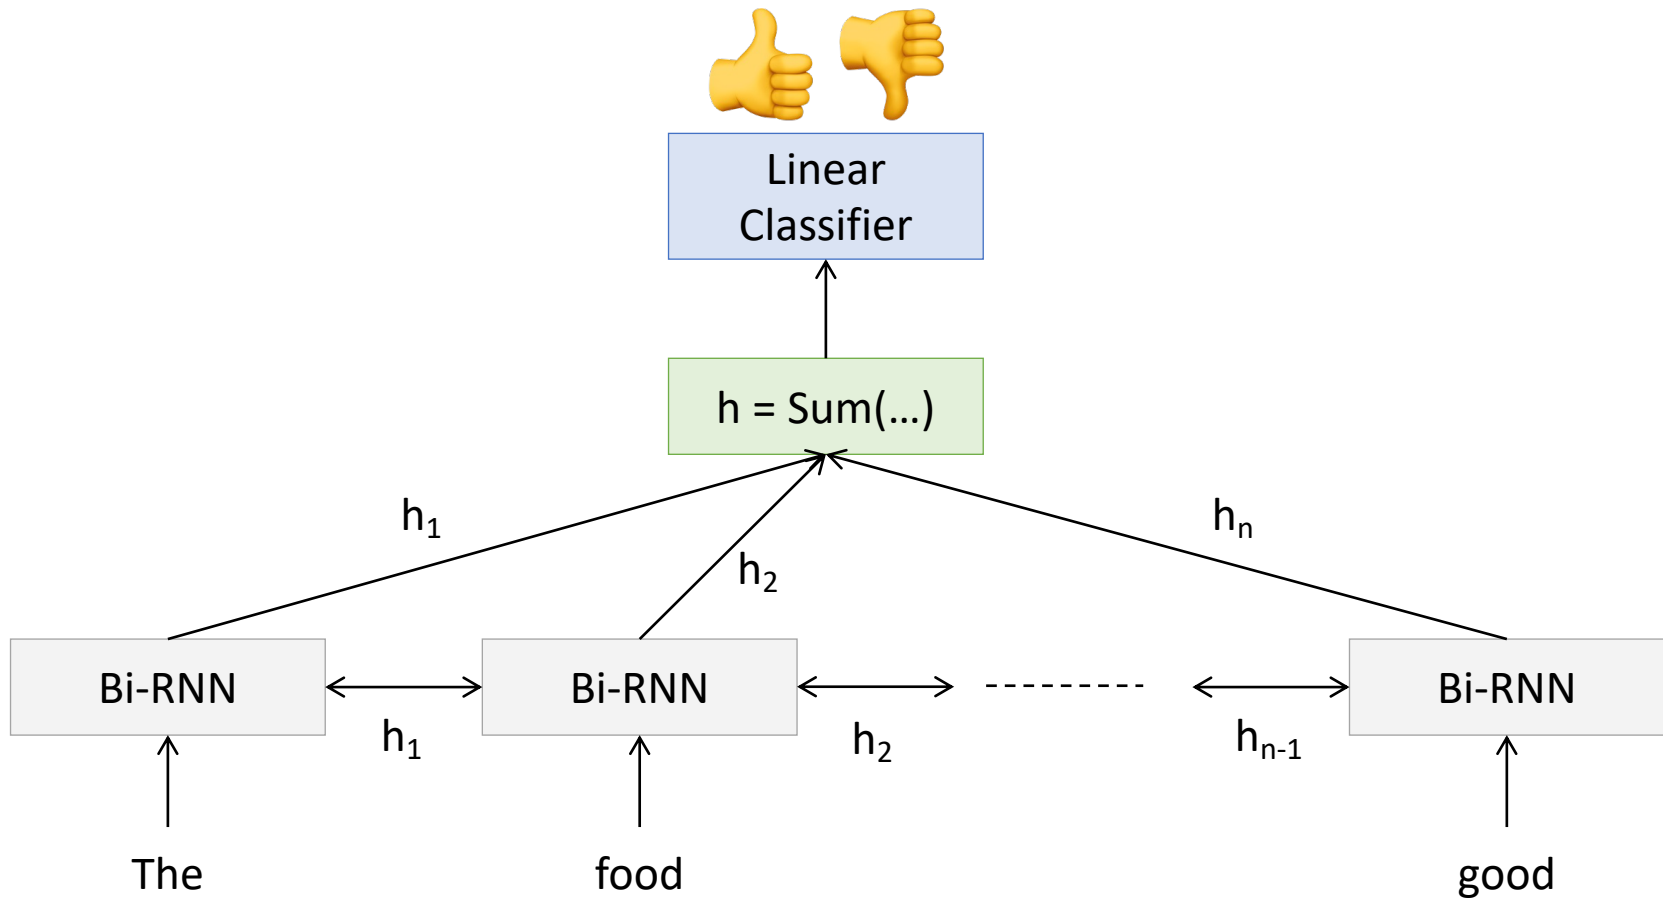 Linear
Classifier
h = Sum(...)
h₁
h₂
hₙ
Bi-RNN
Bi-RNN
Bi-RNN
h₁
h₂
hₙ₋₁
The
food
good